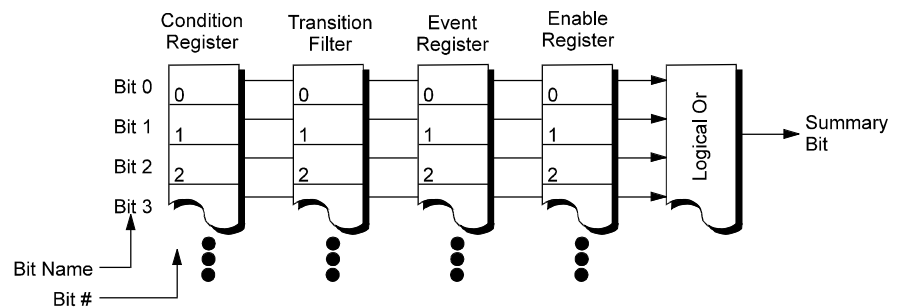 Condition
Register
Transition
Filter
Event
Register
Enable
Register
Bit 0
0
0
0
0
Bit 1
1
1
1
1
Bit 2
2
2
2
2
Bit 3
Logical Or
Summary
Bit
Bit Name
Bit #